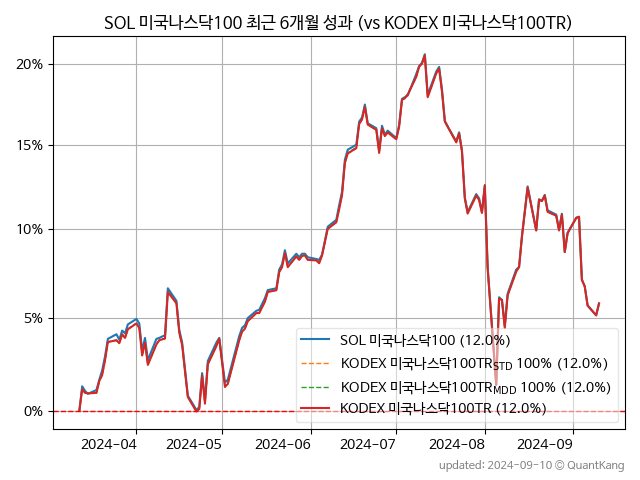 SOL 미국나스닥100 최근 6개월 성과 (vs KODEX 미국나스닥100TR)
20%
15%
10%
5%
0%
SOL 미국나스닥100 (12.0%)
KODEX 미국나스닥100TR_STD 100% (12.0%)
KODEX 미국나스닥100TR_MDD 100% (12.0%)
KODEX 미국나스닥100TR (12.0%)
2024-04 2024-05 2024-06 2024-07 2024-08 2024-09
updated: 2024-09-10 © QuantKang